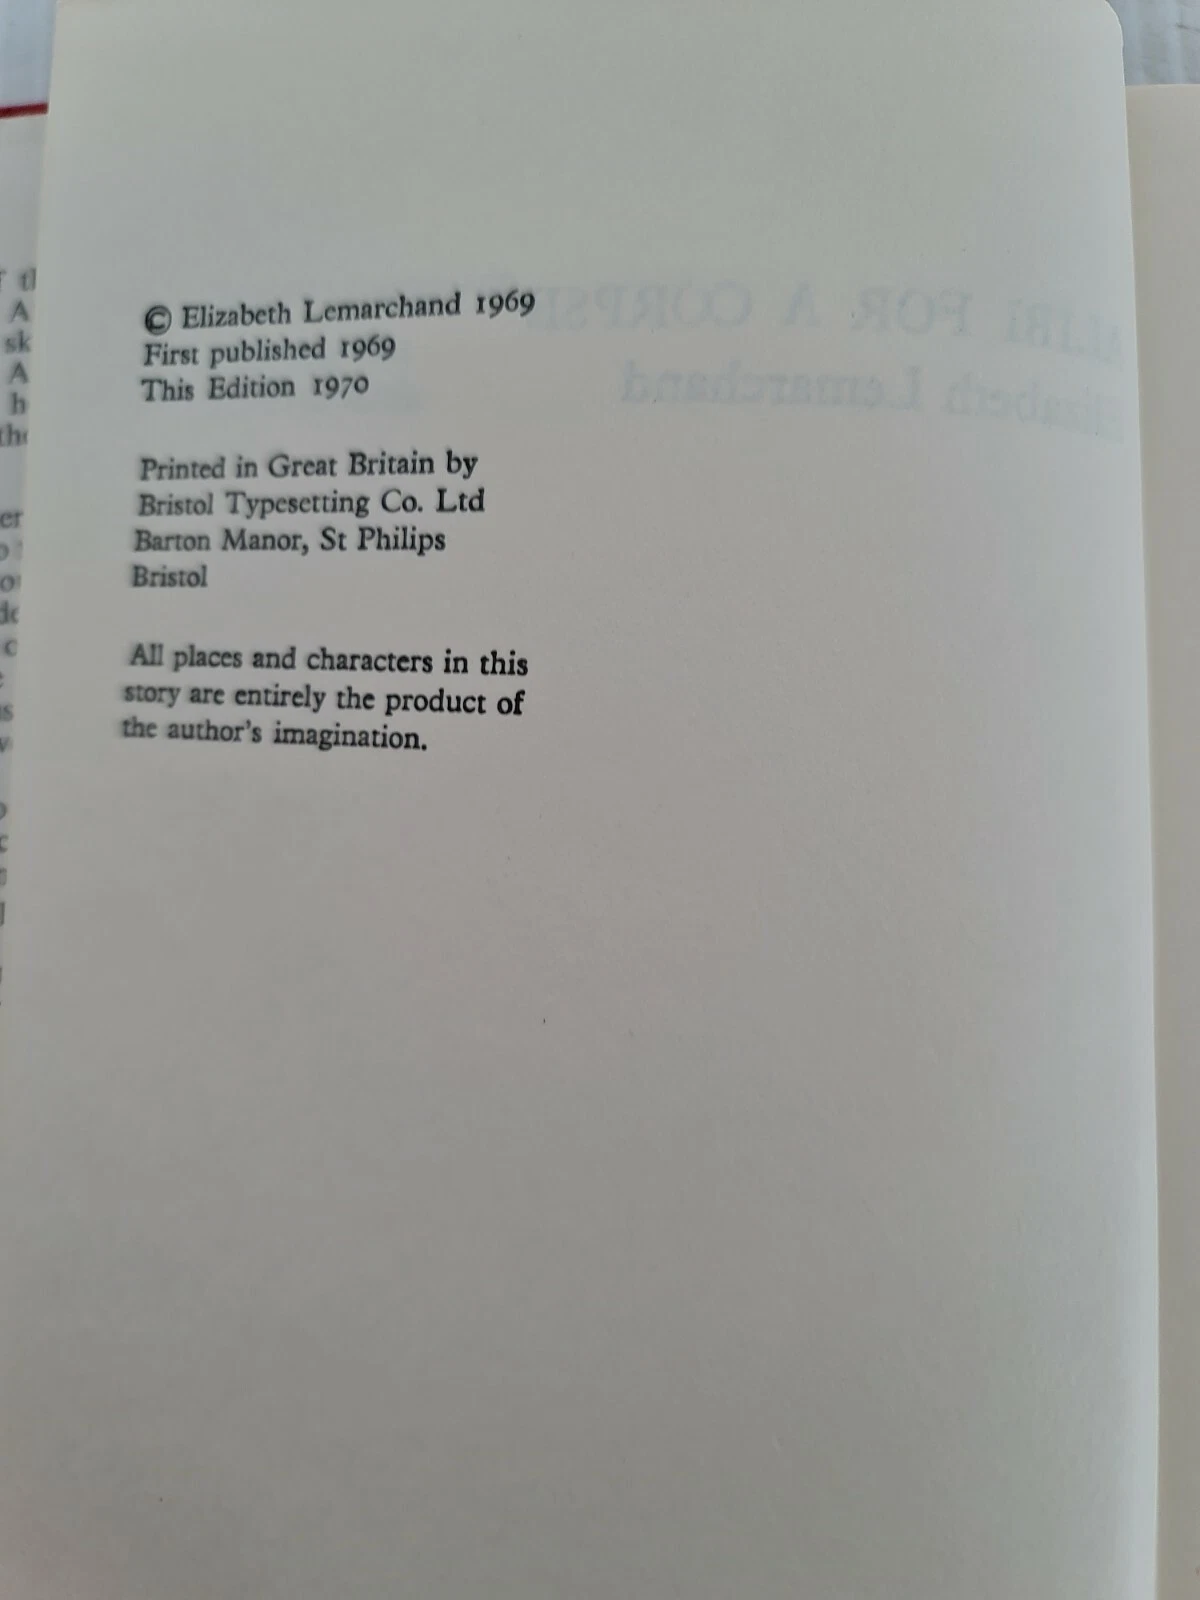 © Elizabeth Lemarchand 1969
First published 1969
This Edition 1970
Printed in Great Britain by
Bristol Typesetting Co. Ltd
Barton Manor, St Philips
Bristol
All places and characters in this
story are entirely the product of
the author's imagination.